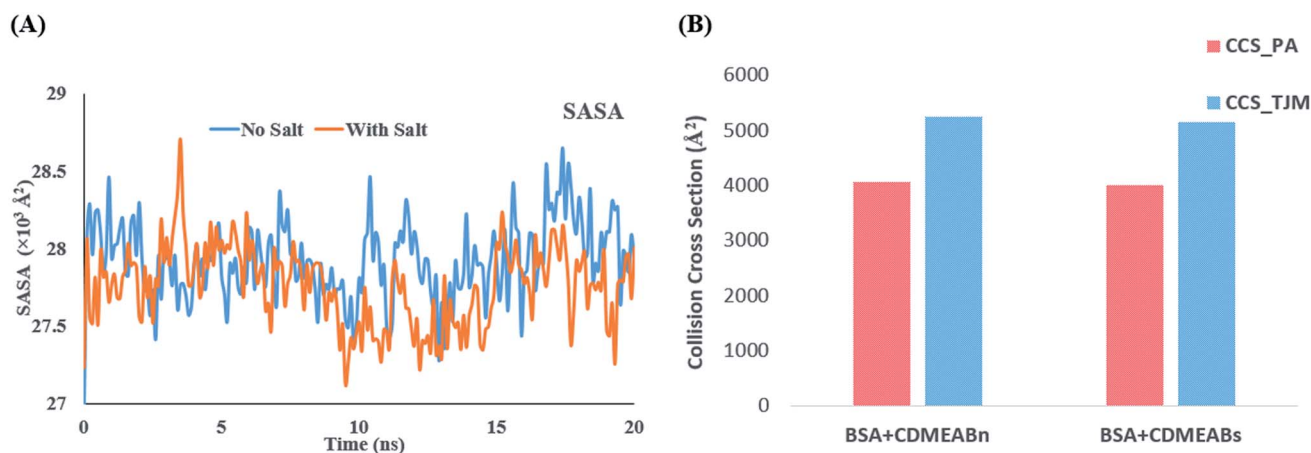 (A)
SASA
No Salt
With Salt
SASA (×10³ Å²)
29
28.5
28
27.5
27
0
5
10
15
20
Time (ns)
(B)
CCS_PA
CCS_TJM
Collision Cross Section (Å²)
6000
5000
4000
3000
2000
1000
0
BSA+CDMEABn
BSA+CDMEABs